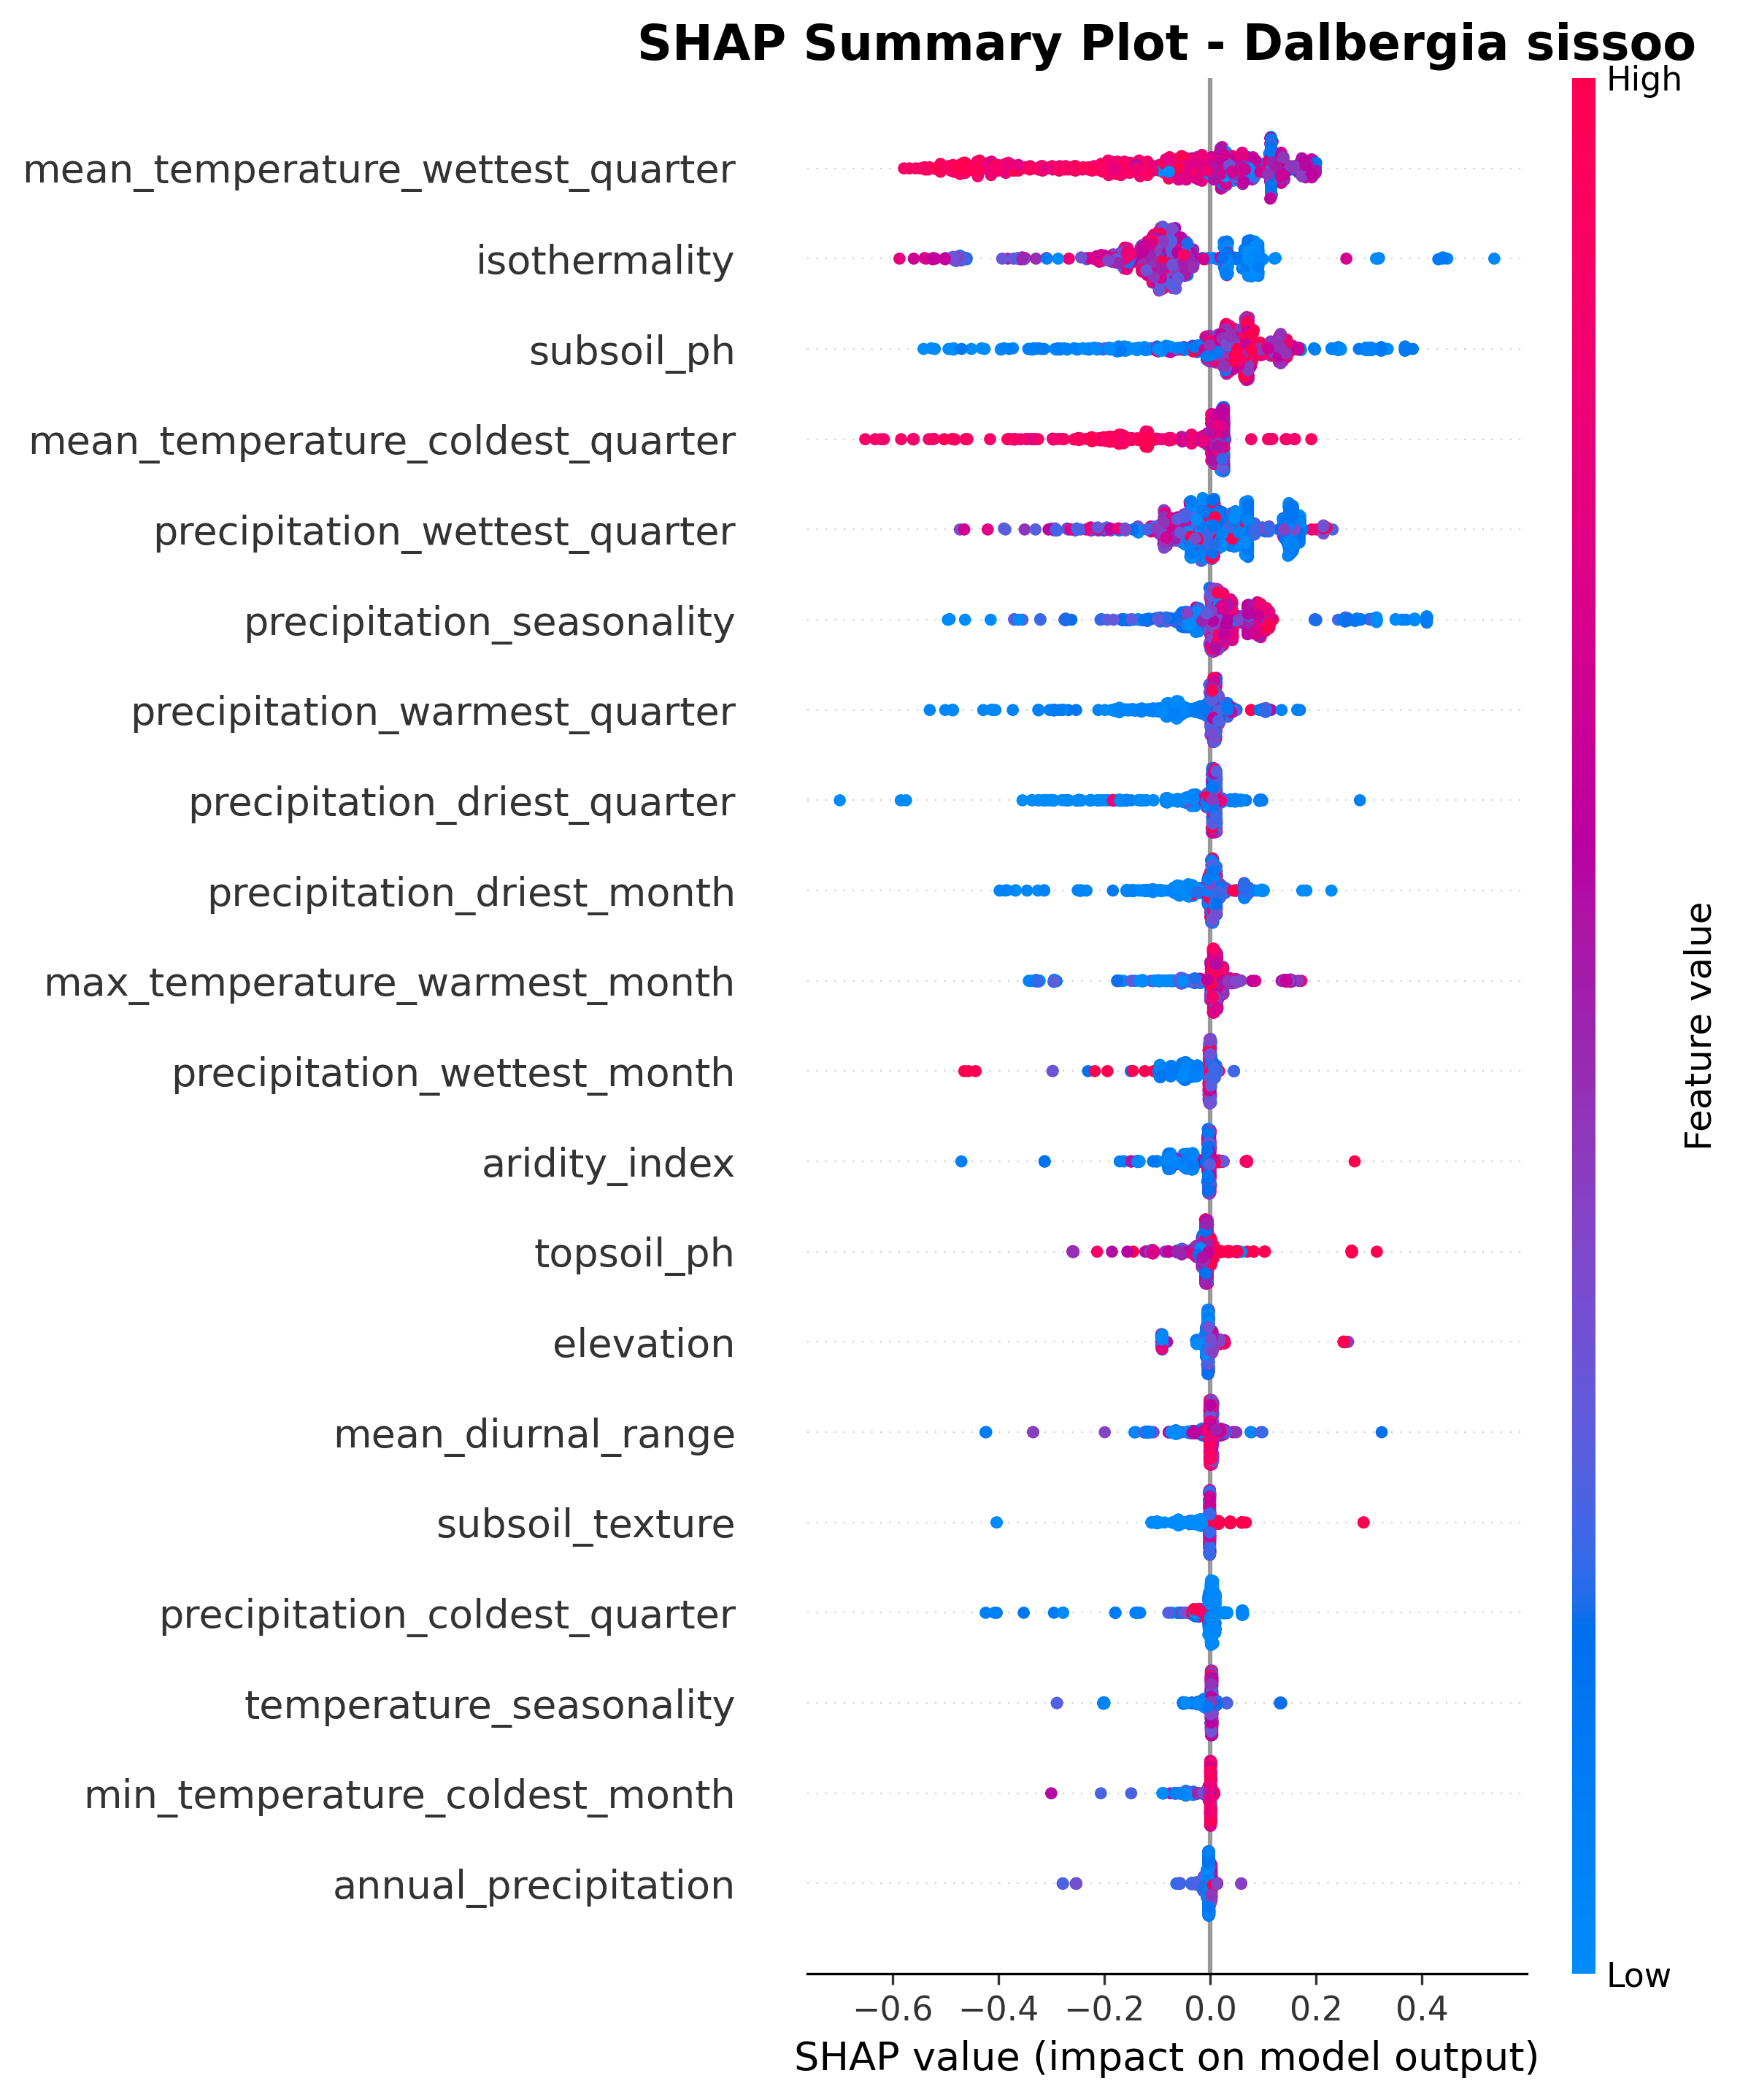 SHAP Summary Plot - Dalbergia sissoo
High
mean_temperature_wettest_quarter
isothermality
subsoil_ph
mean_temperature_coldest_quarter
precipitation_wettest_quarter
precipitation_seasonality
precipitation_warmest_quarter
precipitation_driest_quarter
precipitation_driest_month
max_temperature_warmest_month
precipitation_wettest_month
aridity_index
topsoil_ph
elevation
mean_diurnal_range
subsoil_texture
precipitation_coldest_quarter
temperature_seasonality
min_temperature_coldest_month
annual_precipitation
Feature value
Low
−0.6 −0.4 −0.2 0.0 0.2 0.4
SHAP value (impact on model output)